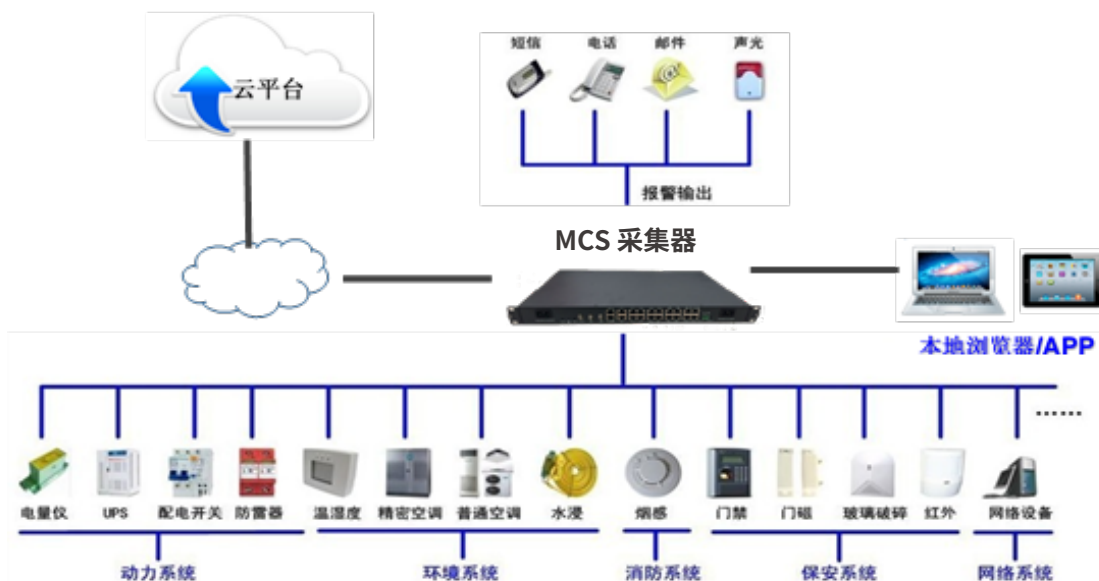 云平台
短信 电话 邮件 声光
报警输出
MCS 采集器
本地浏览器/APP
......
电量仪 UPS 配电开关 防雷器 温湿度 精密空调 普通空调 水浸 烟感 门禁 门磁 玻璃破碎 红外 网络设备
动力系统 环境系统 消防系统 保安系统 网络系统